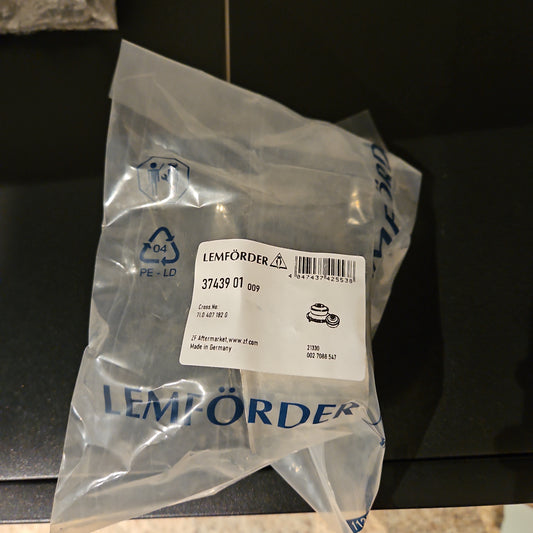 04
PE - LD
LEMFÖRDER
4 047437 425538
37439 01 009
Cross No:
7L0 407 182 G
ZF Aftermarket, www.zf.com
Made in Germany
21330
002 7088 547
LEMFÖRDER